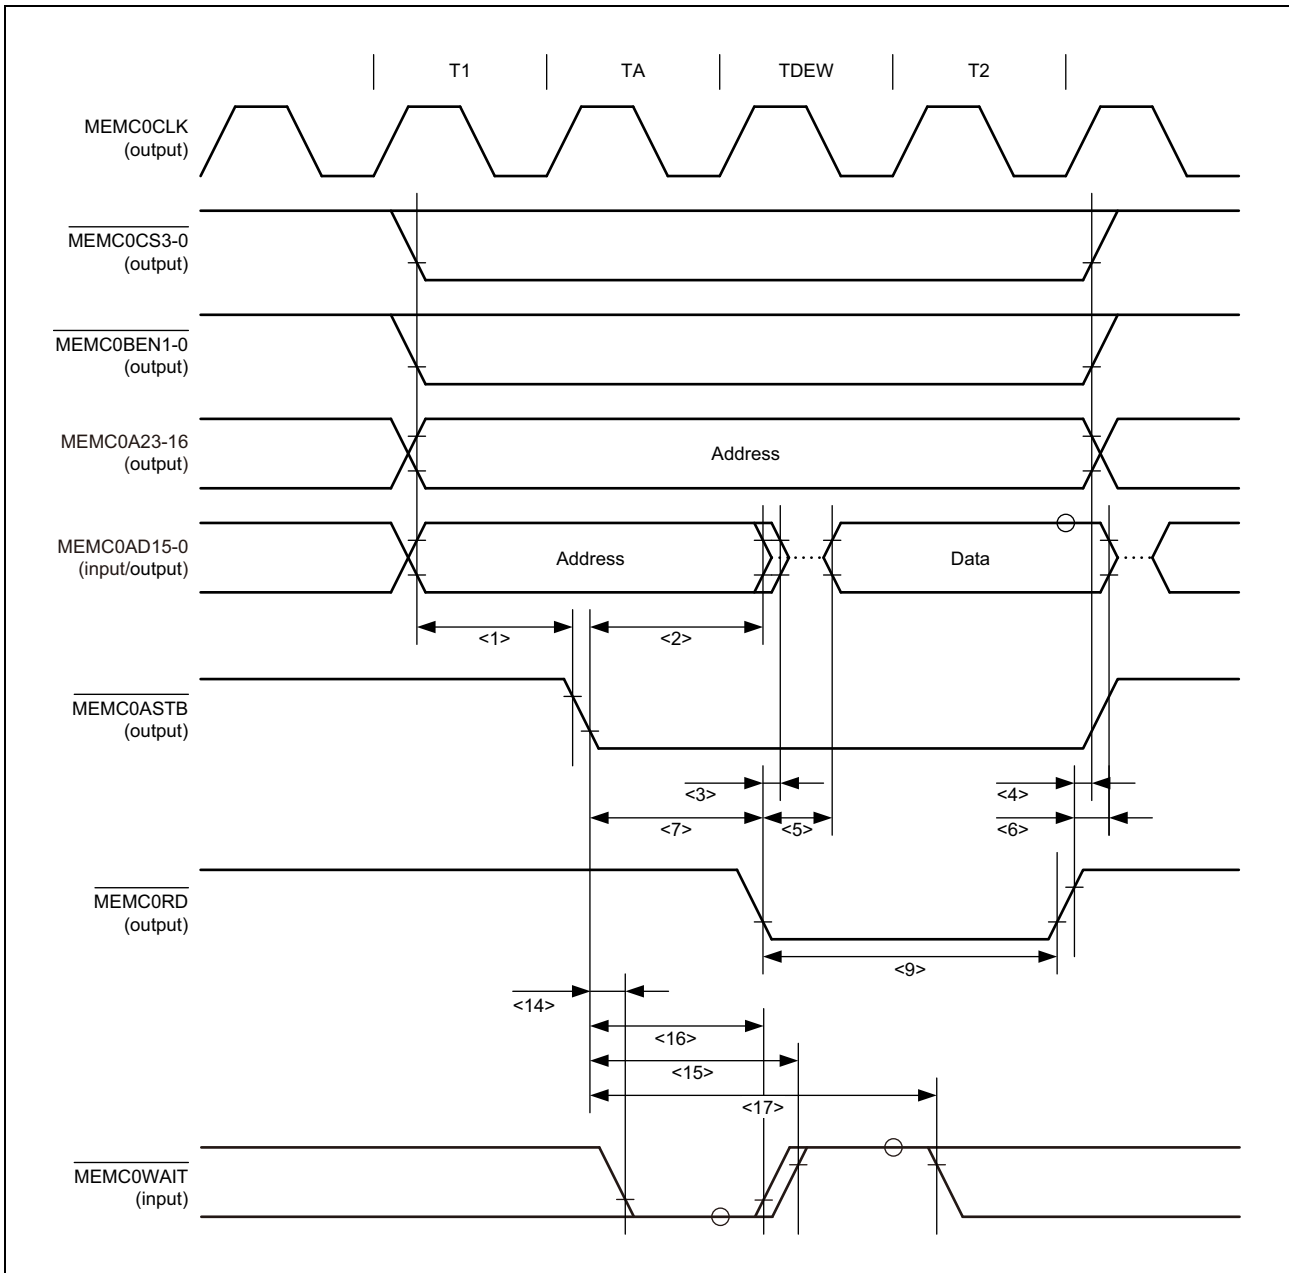 T1 TA TDEW T2
MEMC0CLK
(output)
MEMC0CS3-0
(output)
MEMC0BEN1-0
(output)
MEMC0A23-16
(output)
Address
MEMC0AD15-0
(input/output)
Address
Data
<1>
<2>
MEMC0ASTB
(output)
<3>
<4>
<7>
<5>
<6>
MEMC0RD
(output)
<9>
<14>
<16>
<15>
<17>
MEMC0WAIT
(input)